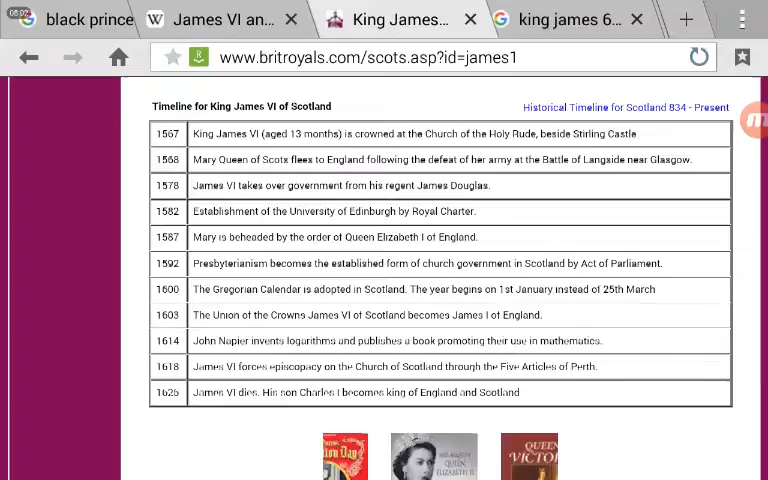 08:02
black prince
James VI an...
King James...
king james 6...
www.britroyals.com/scots.asp?id=james1
Timeline for King James VI of Scotland
Historical Timeline for Scotland 834 - Present
1567 King James VI (aged 13 months) is crowned at the Church of the Holy Rude, beside Stirling Castle
1568 Mary Queen of Scots flees to England following the defeat of her army at the Battle of Langside near Glasgow.
1578 James VI takes over government from his regent James Douglas.
1582 Establishment of the University of Edinburgh by Royal Charter.
1587 Mary is beheaded by the order of Queen Elizabeth I of England.
1592 Presbyterianism becomes the established form of church government in Scotland by Act of Parliament.
1600 The Gregorian Calendar is adopted in Scotland. The year begins on 1st January instead of 25th March
1603 The Union of the Crowns James VI of Scotland becomes James I of England.
1614 John Napier invents logarithms and publishes a book promoting their use in mathematics.
1618 James VI forces episcopacy on the Church of Scotland through the Five Articles of Perth.
1625 James VI dies. His son Charles I becomes king of England and Scotland
tion Day
HER MAJESTY
QUEEN
ELIZABETH II
QUEEN
VICTOR